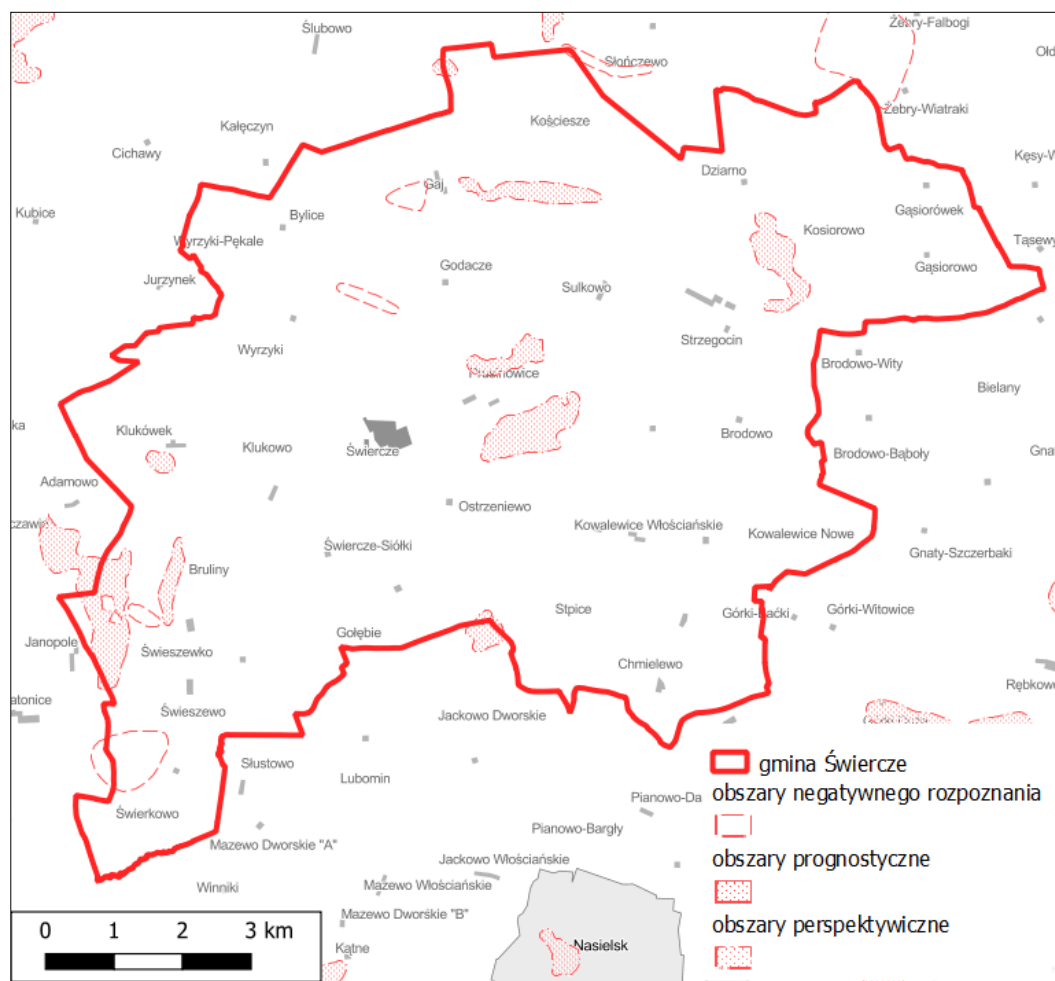 Ślubowo
Żebry-Falbogi
Słończewo
Żebry-Wiatraki
Kościesze
Kałęczyn
Cichawy
Kęsy-W
Dziarno
Gaj
Gąsiorówek
Kubice
Bylice
Kosiorowo
Wyrzyki-Pękale
Tąsewy
Godacze
Gąsiorowo
Jurzynek
Sulkowo
Strzegocin
Wyrzyki
Brodowo-Wity
Bielany
Klukówek
Klukowo
Świercze
Brodowo
Brodowo-Bąboły
Adamowo
Ostrzeniewo
Kowalewice Włościańskie
Kowalewice Nowe
Świercze-Siółki
Gnaty-Szczerbaki
Bruliny
Stpice
Górki-Witowice
Gołębie
Janopole
Świeszewko
Chmielewo
Świeszewo
Jackowo Dworskie
Słustowo
Lubomin
gmina Świercze
obszary negatywnego rozpoznania
Pianowo-Da
Świerkowo
Pianowo-Bargły
Mazewo Dworskie "A"
obszary prognostyczne
Jackowo Włościańskie
Winniki
Mazewo Włościańskie
Mazewo Dworskie "B"
obszary perspektywiczne
0 1 2 3 km
Kątne
Nasielsk